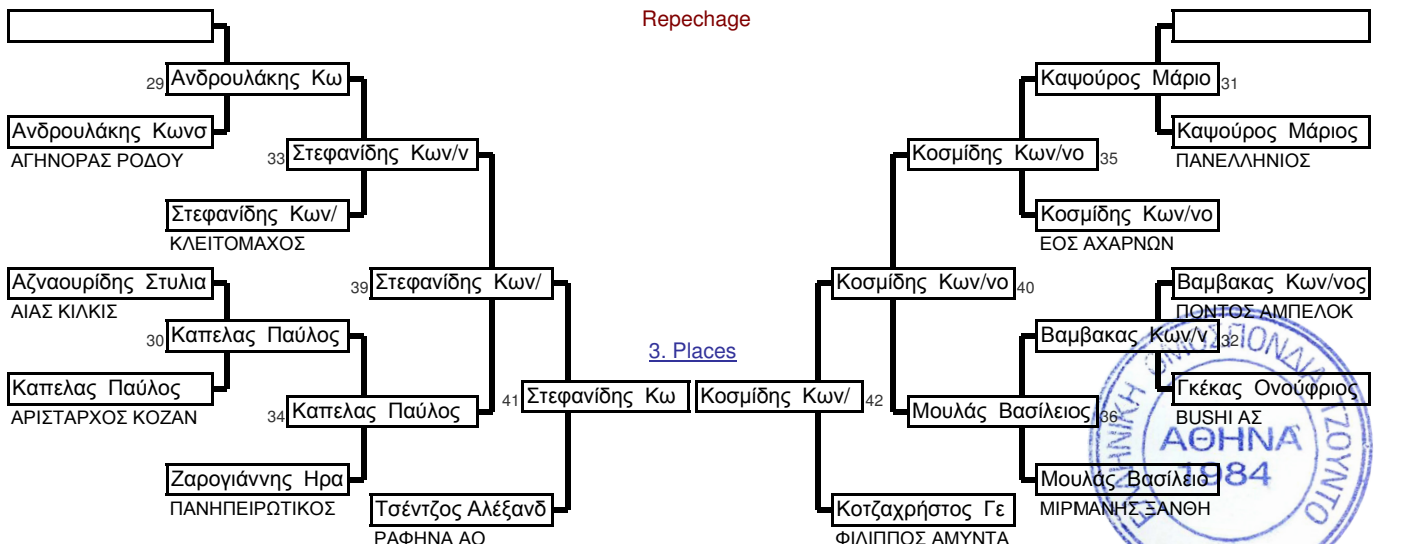 Repechage
29
Ανδρουλάκης Κω
Ανδρουλάκης Κωνσ
ΑΓΗΝΟΡΑΣ ΡΟΔΟΥ
33
Στεφανίδης Κων/ν
Στεφανίδης Κων/
ΚΛΕΙΤΟΜΑΧΟΣ
Αζναουρίδης Στυλια
ΑΙΑΣ ΚΙΛΚΙΣ
39
Στεφανίδης Κων/
30
Καπελας Παύλος
Καπελας Παύλος
ΑΡΙΣΤΑΡΧΟΣ ΚΟΖΑΝ
34
Καπελας Παύλος
Ζαρογιάννης Ηρα
ΠΑΝΗΠΕΙΡΩΤΙΚΟΣ
Τσέντζος Αλέξανδ
ΡΑΦΗΝΑ ΑΟ
3. Places
41
Στεφανίδης Κω
Κοσμίδης Κων/
42
Καψούρος Μάριο
31
Καψούρος Μάριος
ΠΑΝΕΛΛΗΝΙΟΣ
Κοσμίδης Κων/νο
35
Κοσμίδης Κων/νο
ΕΟΣ ΑΧΑΡΝΩΝ
Κοσμίδης Κων/νο
40
Βαμβακας Κων/νος
ΠΟΝΤΟΣ ΑΜΠΕΛΟΚ
Βαμβακας Κων/ν
32
Γκέκας Ονούφριος
BUSHI ΑΣ
Μουλάς Βασίλειος
36
Μουλάς Βασίλειο
ΜΙΡΜΑΝΗΣ ΞΑΝΘΗ
Κοτζαχρήστος Γε
ΦΙΛΙΠΠΟΣ ΑΜΥΝΤΑ
ΕΛΛΗΝΙΚΗ ΟΜΟΣΠΟΝΔΙΑ ΤΖΟΥΝΤΟ
ΑΘΗΝΑ
1984